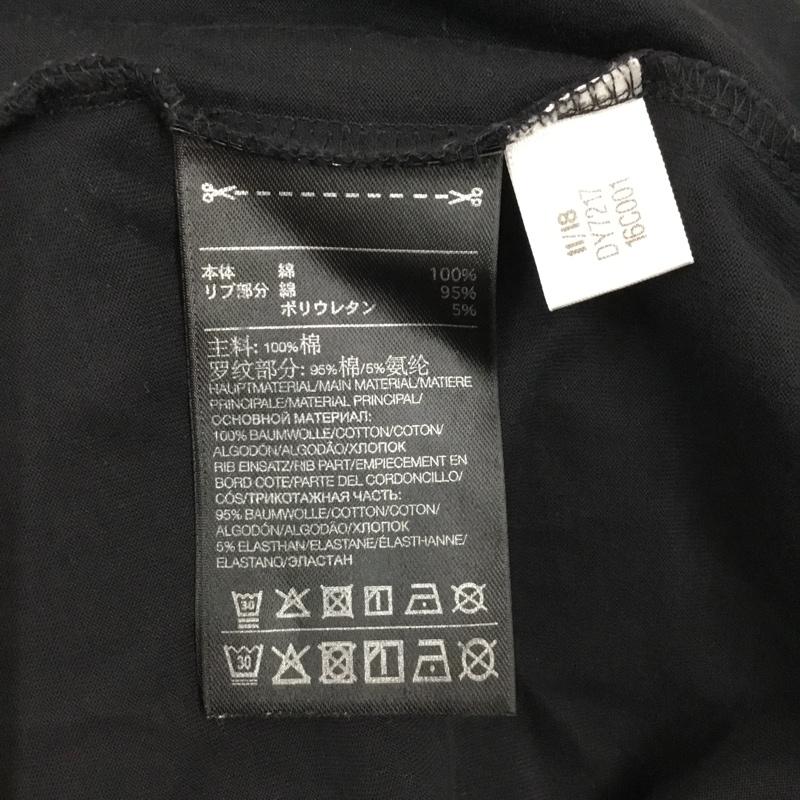 本体 綿 100%
リブ部分 綿 95%
ポリウレタン 5%
主料: 100%棉
罗纹部分: 95%棉/5%氨纶
HAUPTMATERIAL/MAIN MATERIAL/MATIERE
PRINCIPALE/MATERIAL PRINCIPAL/
ОСНОВНОЙ МАТЕРИАЛ:
100% BAUMWOLLE/COTTON/COTON/
ALGODÓN/ALGODÃO/ХЛОПОК
RIB EINSATZ/RIB PART/EMPIECEMENT EN
BORD COTE/PARTE DEL CORDONCILLO/
CÓS/ТРИКОТАЖНАЯ ЧАСТЬ:
95% BAUMWOLLE/COTTON/COTON/
ALGODÓN/ALGODÃO/ХЛОПОК
5% ELASTHAN/ELASTANE/ÉLASTHANNE/
ELASTANO/ЭЛАСТАН
30
30
11/18
DY7217
16C001